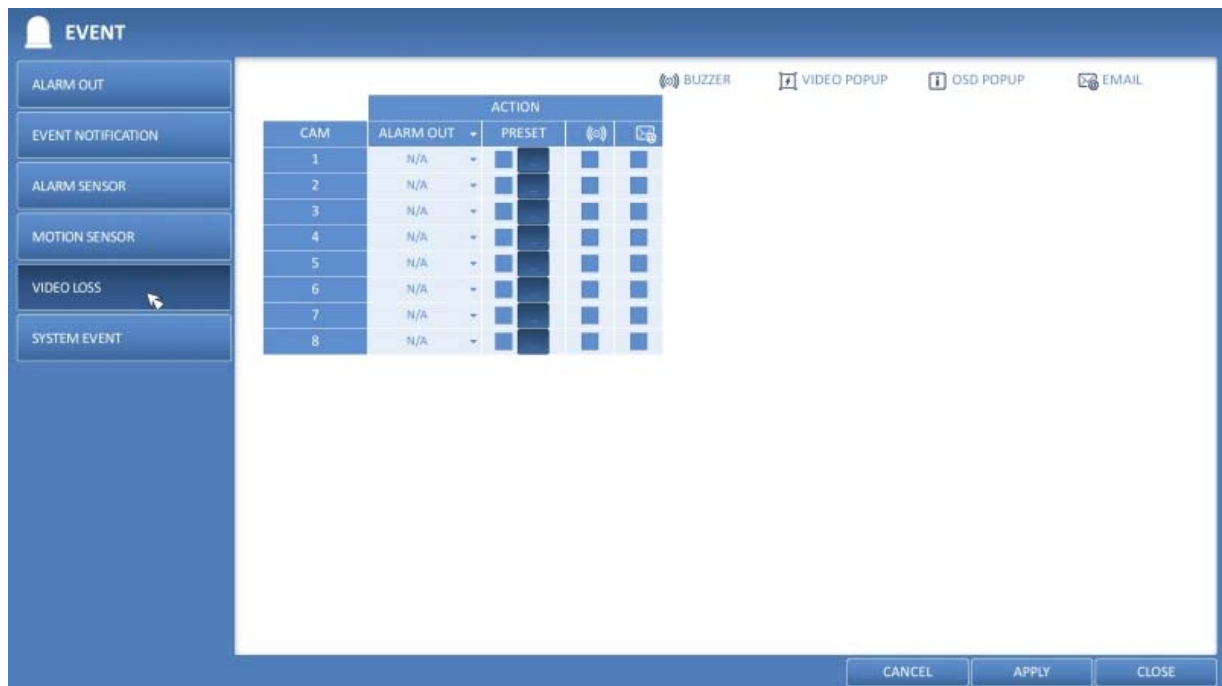 EVENT
ALARM OUT
EVENT NOTIFICATION
ALARM SENSOR
MOTION SENSOR
VIDEO LOSS
SYSTEM EVENT
BUZZER VIDEO POPUP OSD POPUP EMAIL
ACTION
CAM ALARM OUT PRESET
1 N/A ...
2 N/A ...
3 N/A ...
4 N/A ...
5 N/A ...
6 N/A ...
7 N/A ...
8 N/A ...
CANCEL APPLY CLOSE